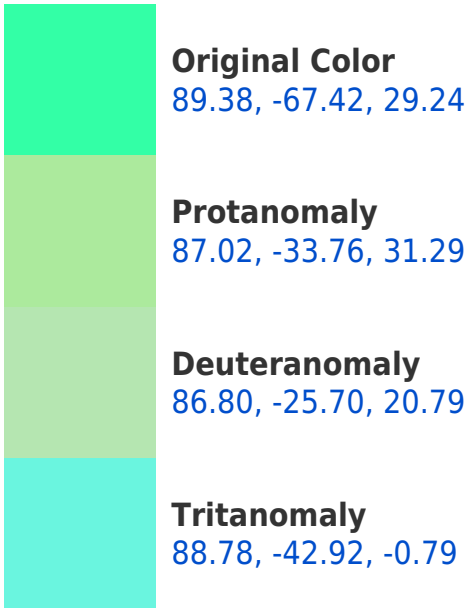 Original Color
89.38, -67.42, 29.24
Protanomaly
87.02, -33.76, 31.29
Deuteranomaly
86.80, -25.70, 20.79
Tritanomaly
88.78, -42.92, -0.79